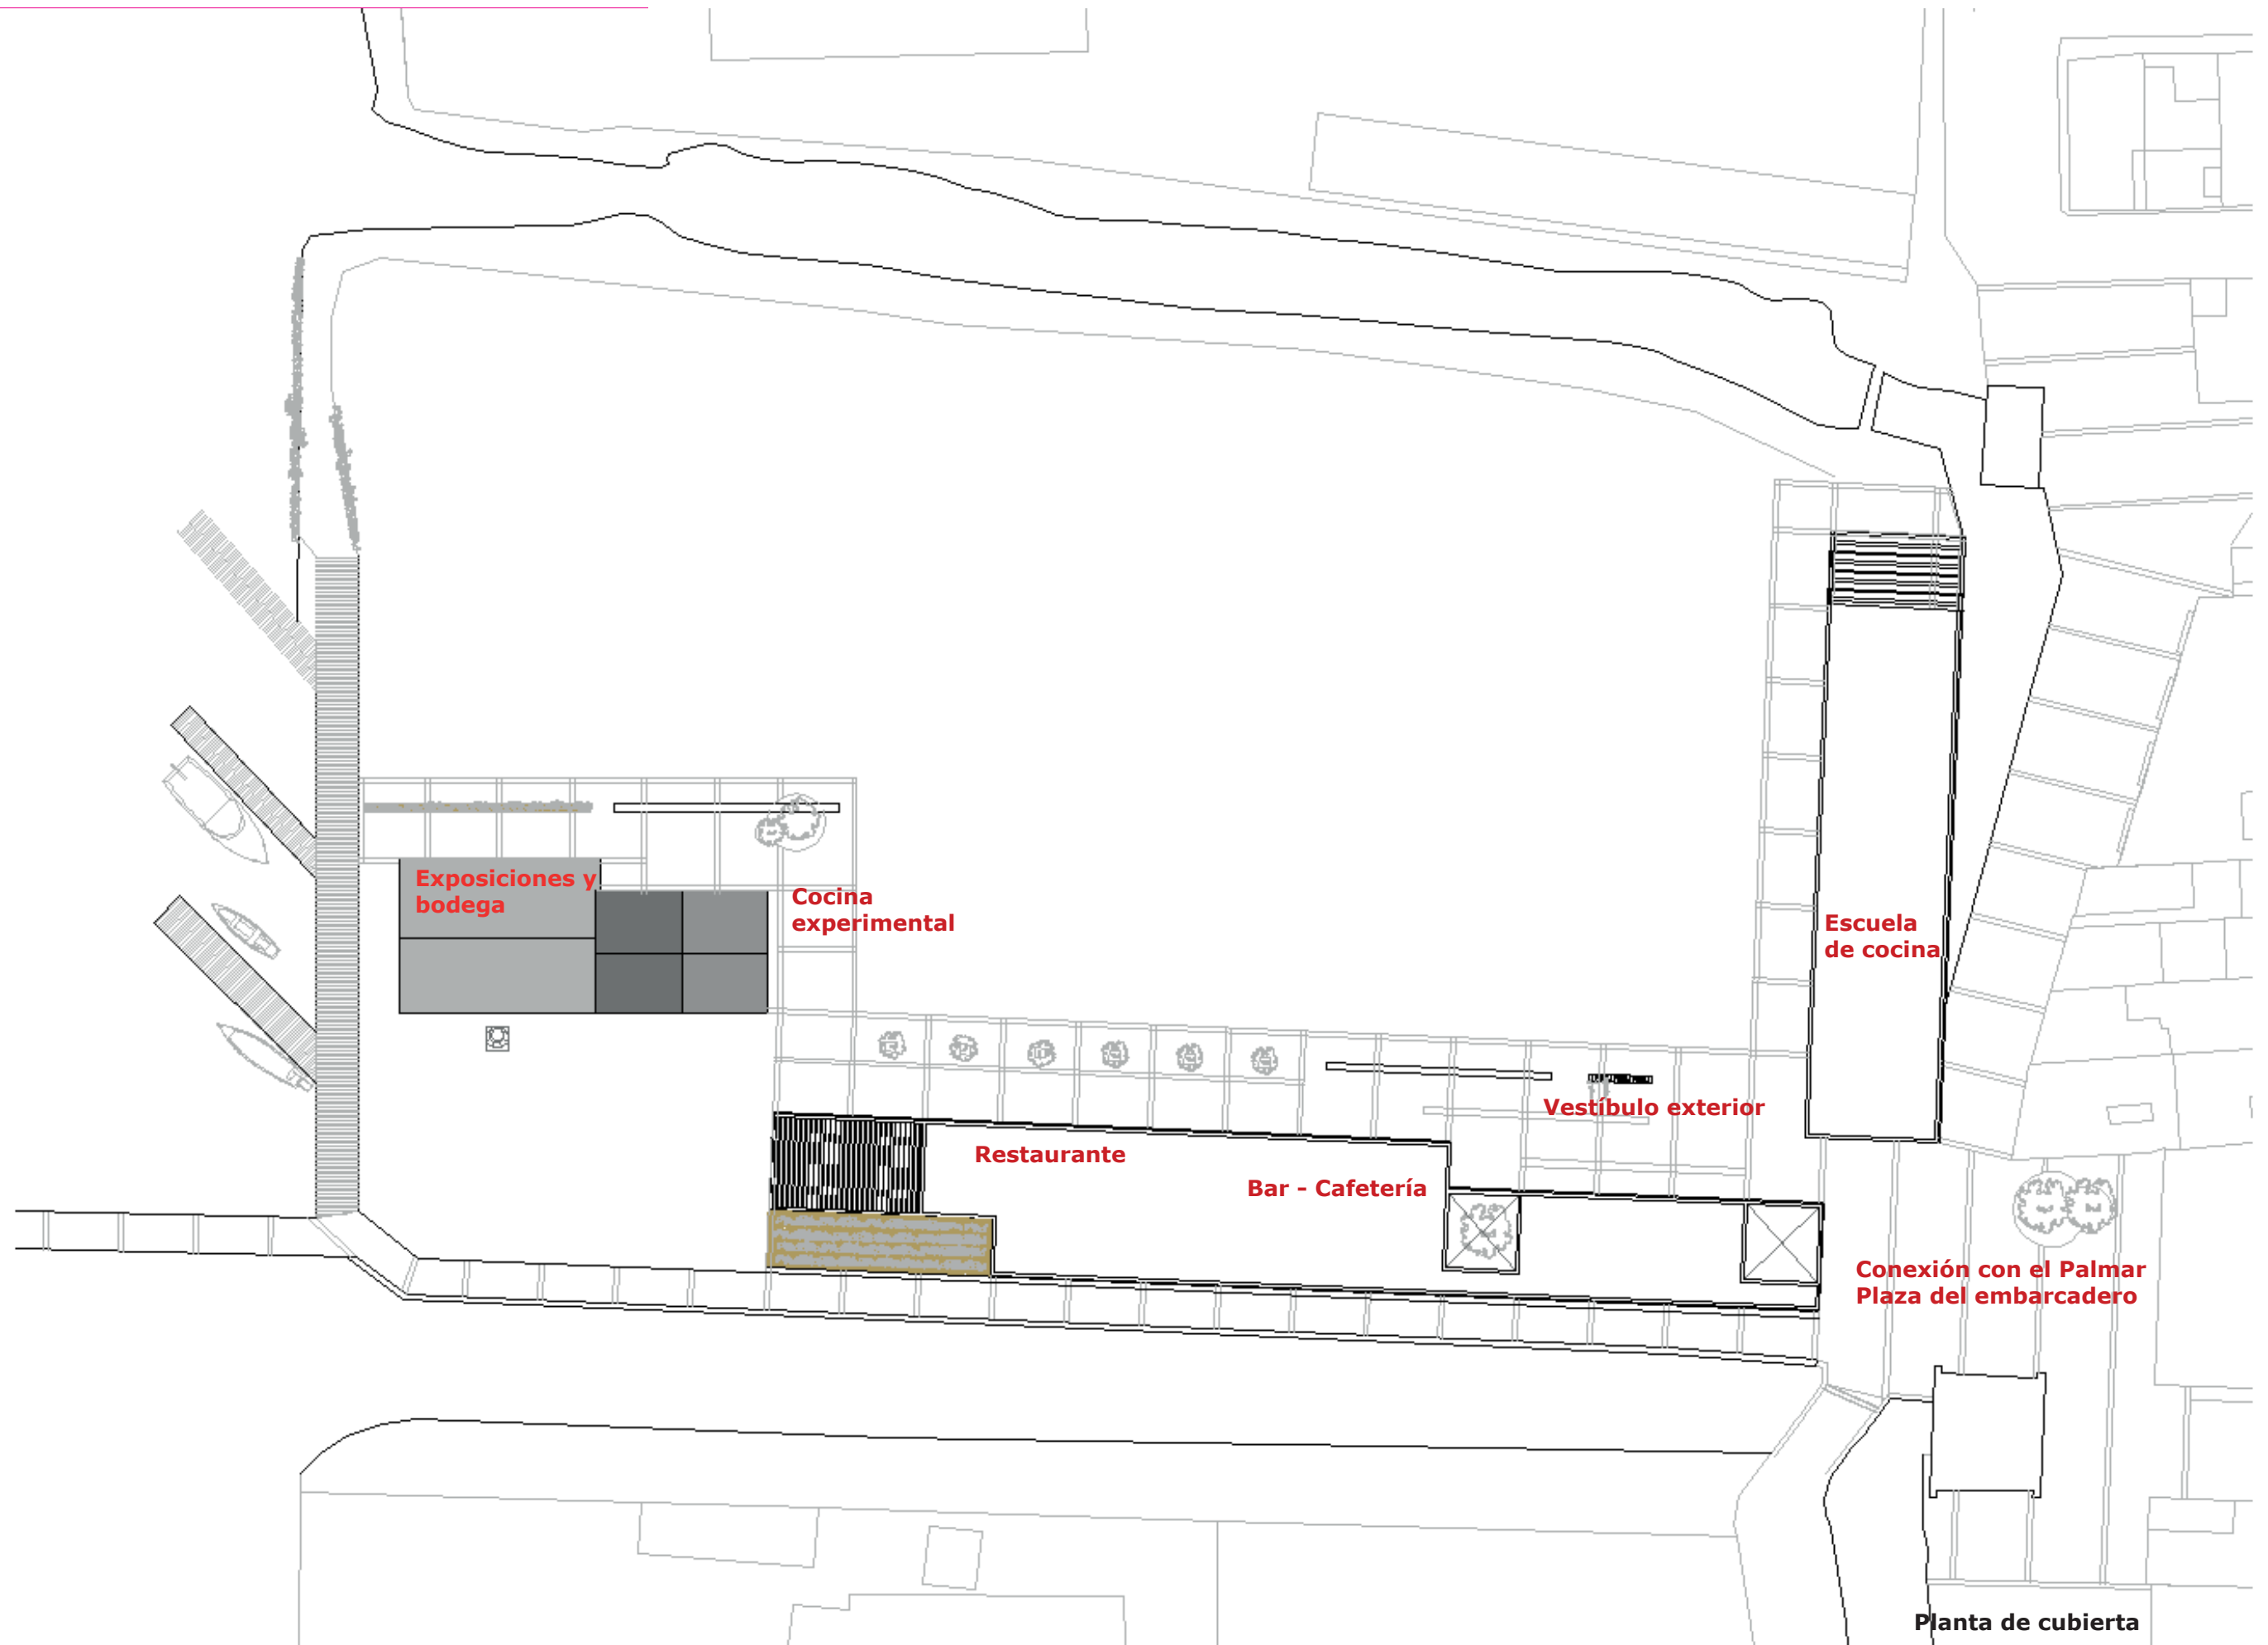 Exposiciones y
bodega
Cocina
experimental
Escuela
de cocina
Vestíbulo exterior
Restaurante
Bar - Cafetería
Conexión con el Palmar
Plaza del embarcadero
Planta de cubierta